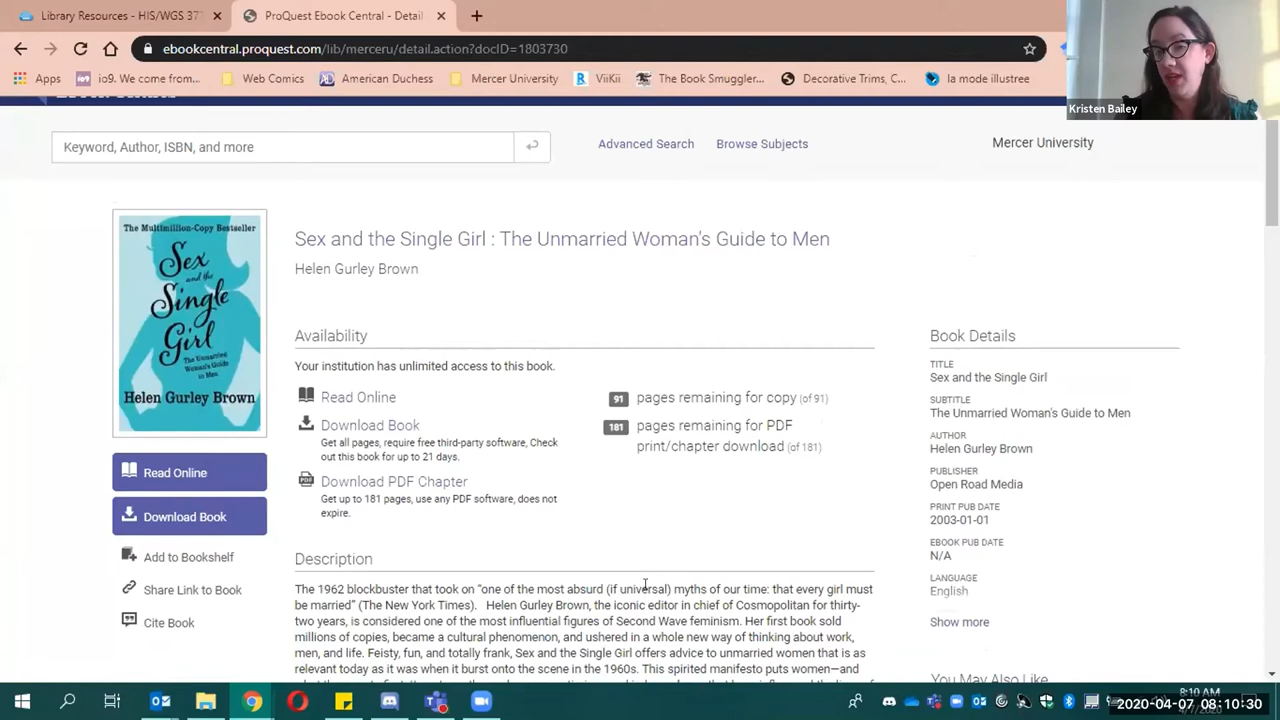 Library Resources - HIS/WGS 37
ProQuest Ebook Central - Detail
ebookcentral.proquest.com/lib/merceru/detail.action?docID=1803730
Apps
io9. We come from...
Web Comics
American Duchess
Mercer University
ViiKii
The Book Smuggler...
Decorative Trims, C...
la mode illustree
Kristen Bailey
Keyword, Author, ISBN, and more
Advanced Search
Browse Subjects
Mercer University
The Multimillion-Copy Bestseller
Sex
and the
Single
Girl
The Unmarried
Woman's Guide
to Men
Helen Gurley Brown
Read Online
Download Book
Add to Bookshelf
Share Link to Book
Cite Book
Sex and the Single Girl : The Unmarried Woman's Guide to Men
Helen Gurley Brown
Availability
Your institution has unlimited access to this book.
Read Online
Download Book
Get all pages, require free third-party software, Check
out this book for up to 21 days.
Download PDF Chapter
Get up to 181 pages, use any PDF software, does not
expire.
91 pages remaining for copy (of 91)
181 pages remaining for PDF
print/chapter download (of 181)
Description
The 1962 blockbuster that took on "one of the most absurd (if universal) myths of our time: that every girl must
be married" (The New York Times). Helen Gurley Brown, the iconic editor in chief of Cosmopolitan for thirty-
two years, is considered one of the most influential figures of Second Wave feminism. Her first book sold
millions of copies, became a cultural phenomenon, and ushered in a whole new way of thinking about work,
men, and life. Feisty, fun, and totally frank, Sex and the Single Girl offers advice to unmarried women that is as
relevant today as it was when it burst onto the scene in the 1960s. This spirited manifesto puts women—and
Book Details
TITLE
Sex and the Single Girl
SUBTITLE
The Unmarried Woman's Guide to Men
AUTHOR
Helen Gurley Brown
PUBLISHER
Open Road Media
PRINT PUB DATE
2003-01-01
EBOOK PUB DATE
N/A
LANGUAGE
English
Show more
You May Also Like
8:10 AM
2020-04-07 08:10:30